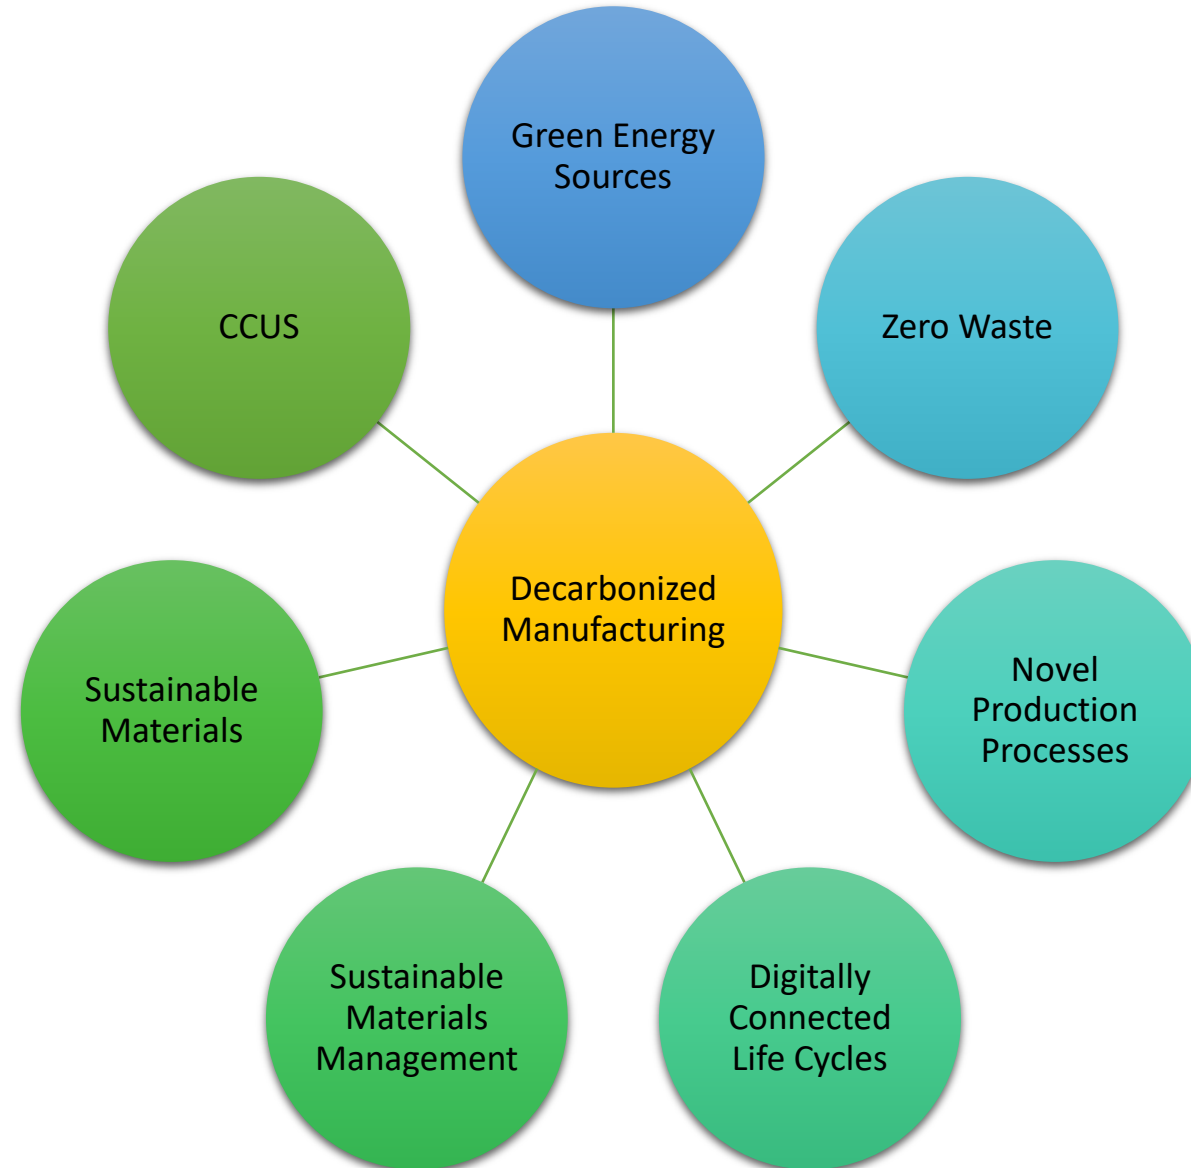 Green Energy
Sources
CCUS
Zero Waste
Decarbonized
Manufacturing
Sustainable
Materials
Novel
Production
Processes
Sustainable
Materials
Management
Digitally
Connected
Life Cycles